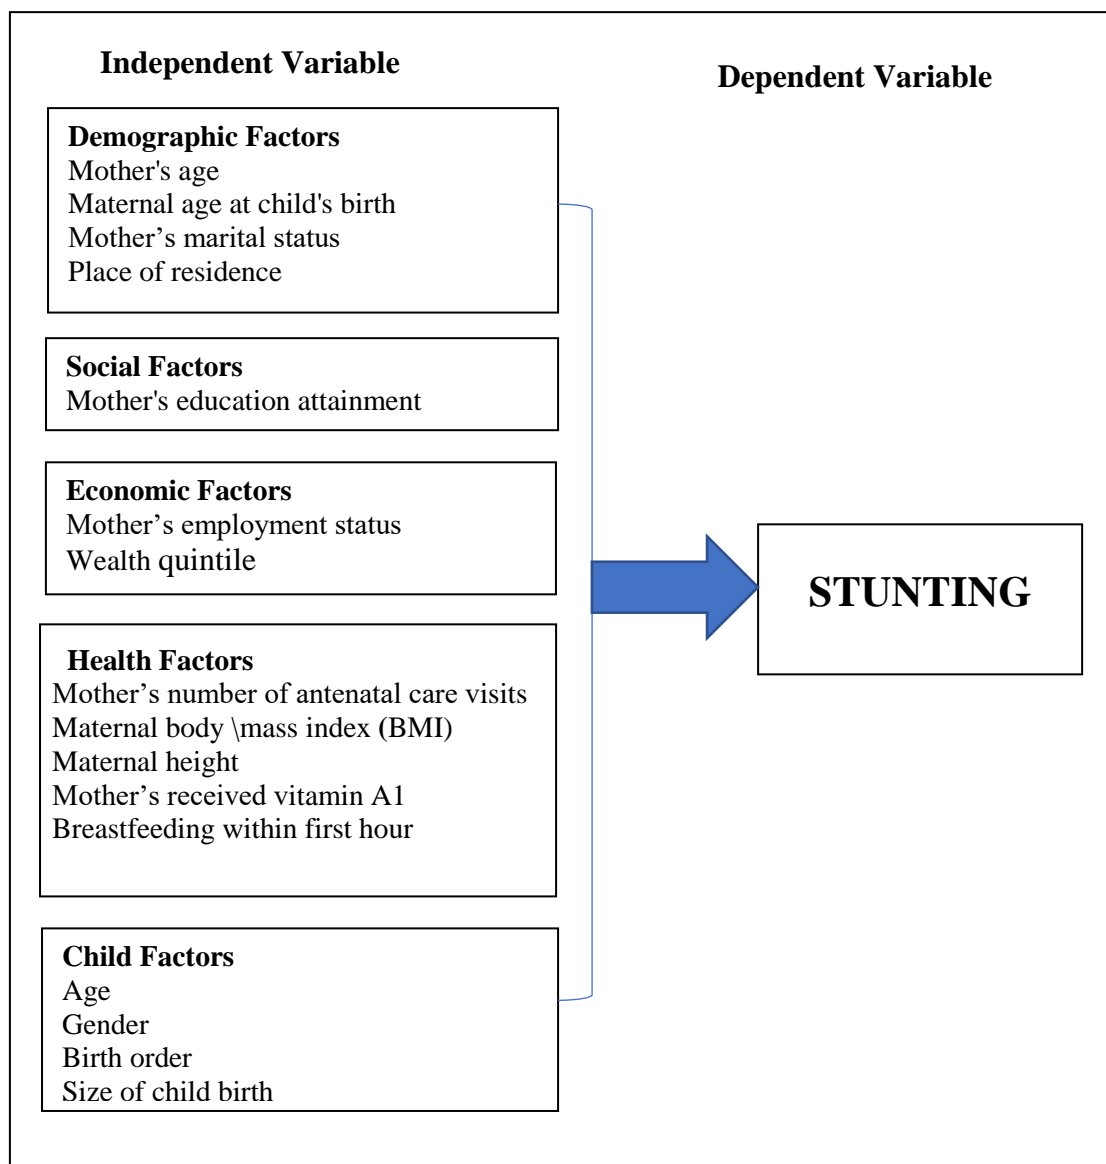 Independent Variable
Dependent Variable
Demographic Factors
Mother's age
Maternal age at child's birth
Mother’s marital status
Place of residence
Social Factors
Mother's education attainment
Economic Factors
Mother’s employment status
Wealth quintile
Health Factors
Mother’s number of antenatal care visits
Maternal body \mass index (BMI)
Maternal height
Mother’s received vitamin A1
Breastfeeding within first hour
Child Factors
Age
Gender
Birth order
Size of child birth
STUNTING